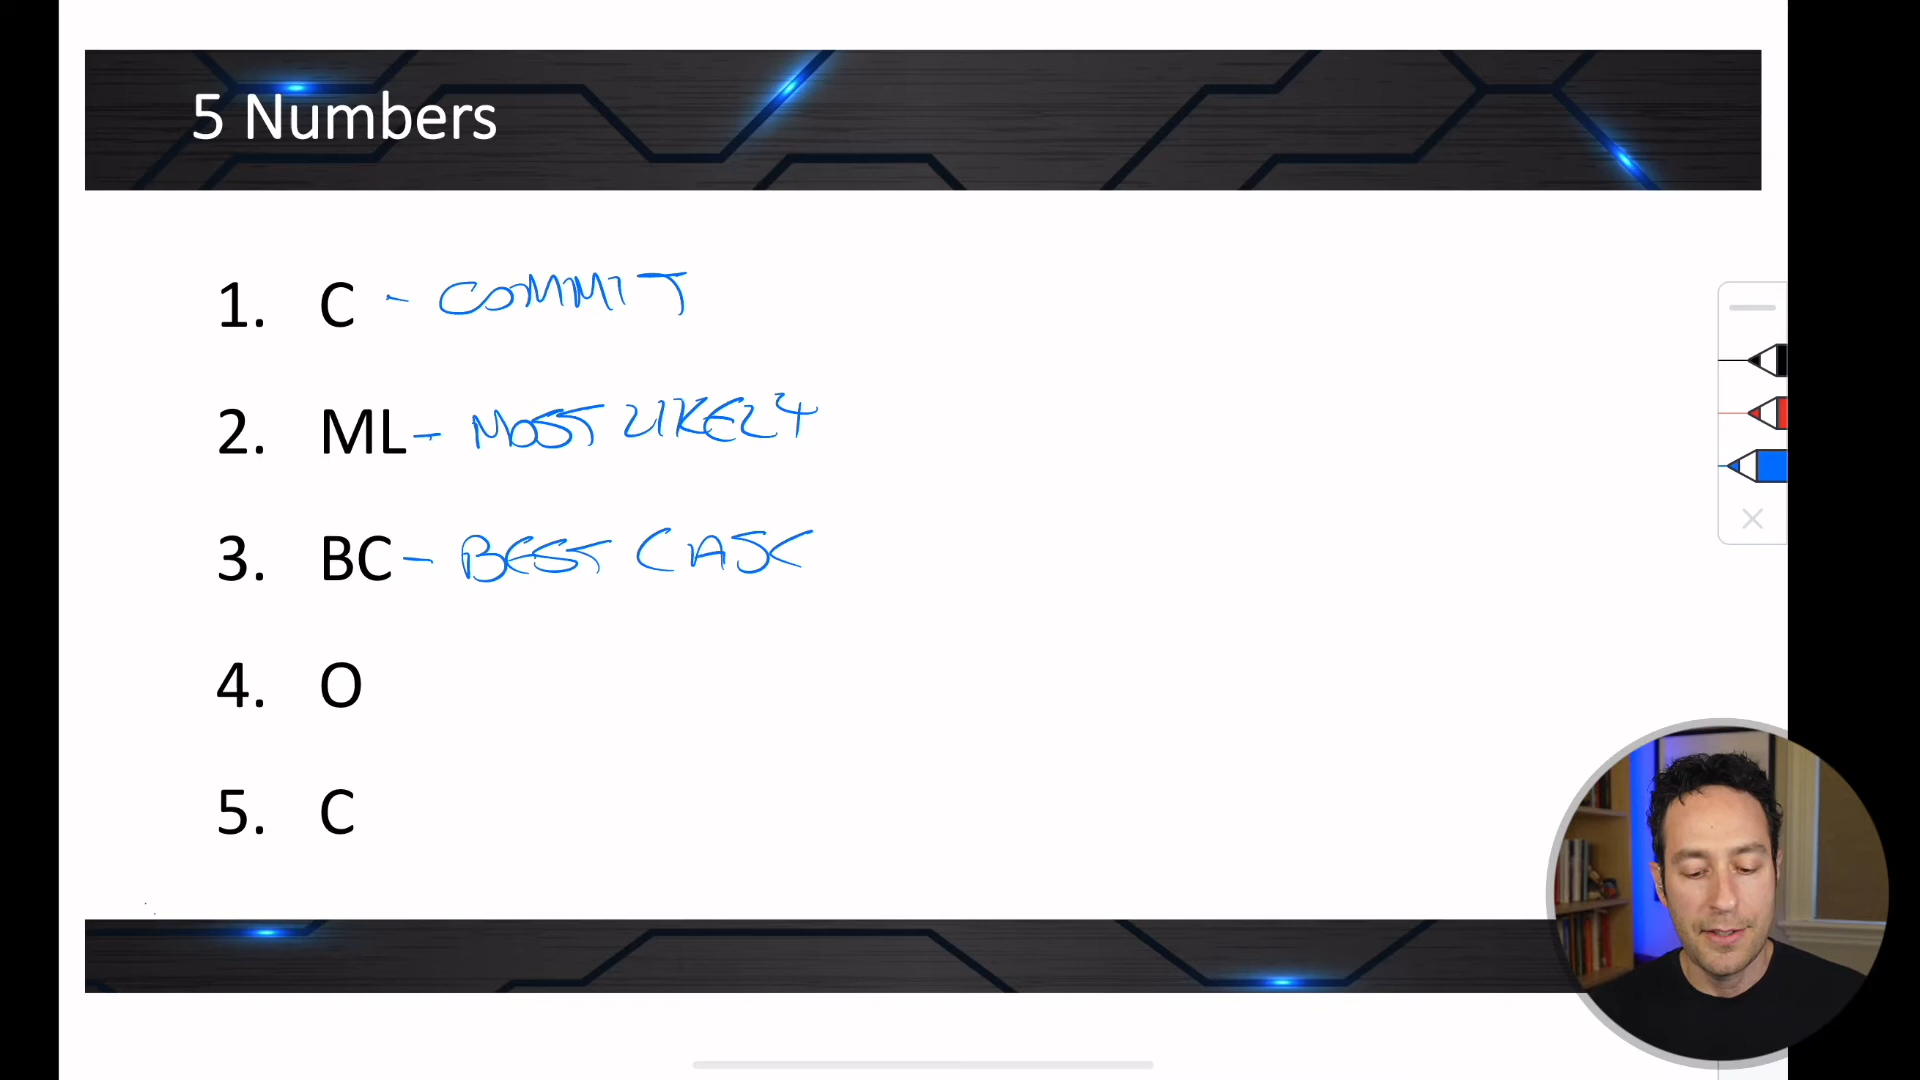 5 Numbers
1. C - COMMIT
2. ML - MOST LIKELY
3. BC - BEST CASE
4. O
5. C